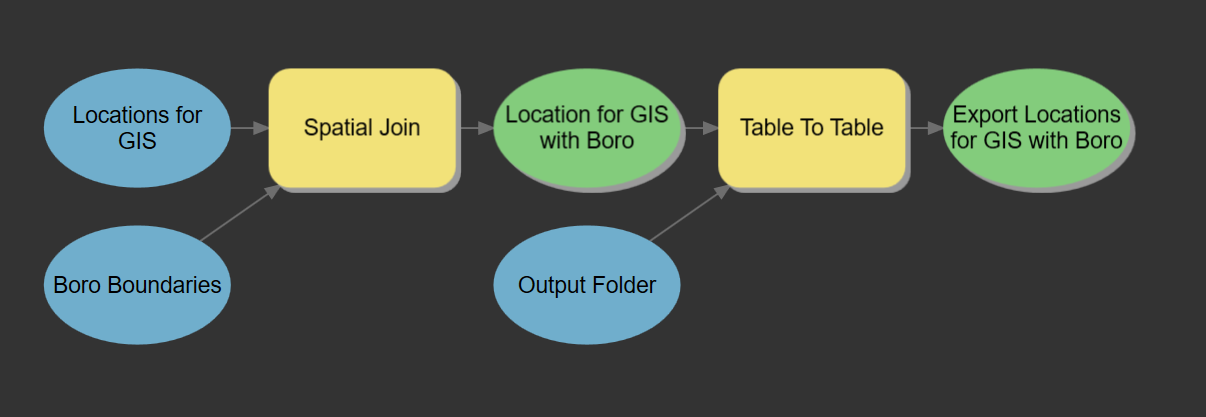 Locations for
GIS
Spatial Join
Location for GIS
with Boro
Table To Table
Export Locations
for GIS with Boro
Boro Boundaries
Output Folder